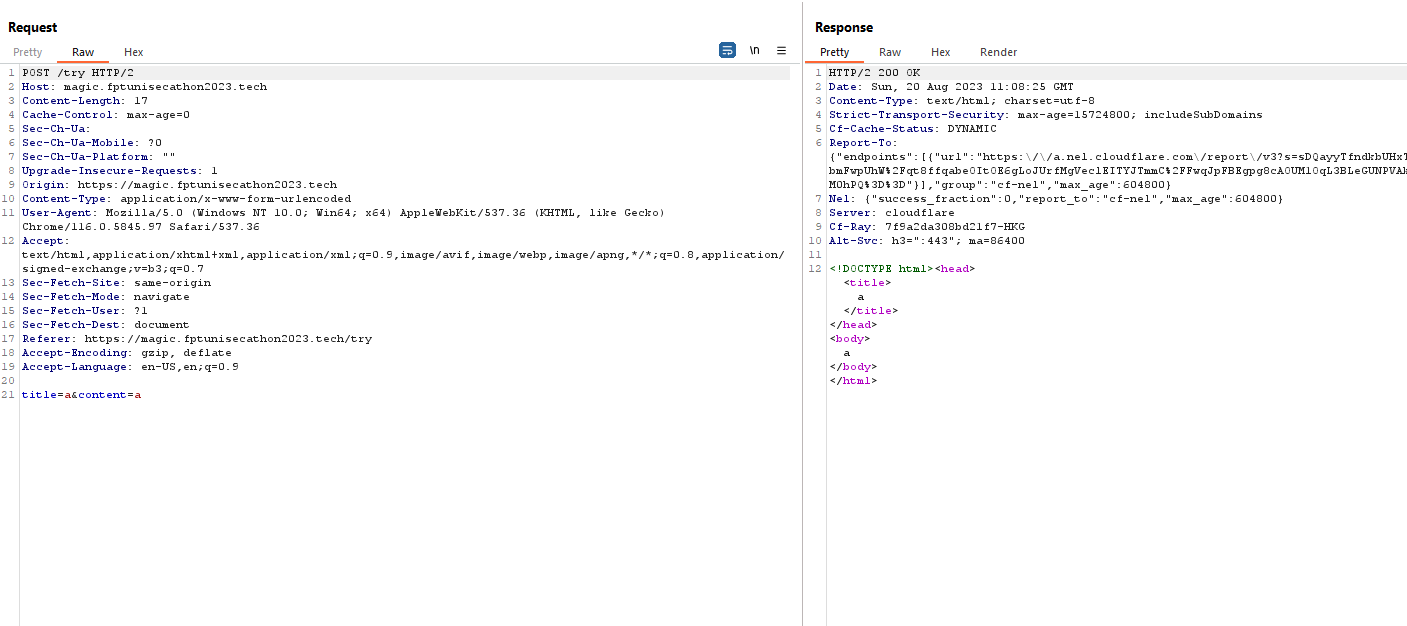 Request
Pretty Raw Hex \n
1 POST /try HTTP/2
2 Host: magic.fptunisecathon2023.tech
3 Content-Length: 17
4 Cache-Control: max-age=0
5 Sec-Ch-Ua:
6 Sec-Ch-Ua-Mobile: ?0
7 Sec-Ch-Ua-Platform: ""
8 Upgrade-Insecure-Requests: 1
9 Origin: https://magic.fptunisecathon2023.tech
10 Content-Type: application/x-www-form-urlencoded
11 User-Agent: Mozilla/5.0 (Windows NT 10.0; Win64; x64) AppleWebKit/537.36 (KHTML, like Gecko)
Chrome/116.0.5845.97 Safari/537.36
12 Accept:
text/html,application/xhtml+xml,application/xml;q=0.9,image/avif,image/webp,image/apng,*/*;q=0.8,application/
signed-exchange;v=b3;q=0.7
13 Sec-Fetch-Site: same-origin
14 Sec-Fetch-Mode: navigate
15 Sec-Fetch-User: ?1
16 Sec-Fetch-Dest: document
17 Referer: https://magic.fptunisecathon2023.tech/try
18 Accept-Encoding: gzip, deflate
19 Accept-Language: en-US,en;q=0.9
20
21 title=a&content=a
Response
Pretty Raw Hex Render
1 HTTP/2 200 OK
2 Date: Sun, 20 Aug 2023 11:08:25 GMT
3 Content-Type: text/html; charset=utf-8
4 Strict-Transport-Security: max-age=15724800; includeSubDomains
5 Cf-Cache-Status: DYNAMIC
6 Report-To:
{"endpoints":[{"url":"https:\/\/a.nel.cloudflare.com\/report\/v3?s=sDQayyTfndkbUHxT
bmFwpUhW%2Fqt8ffqabe0It0E6gLoJUrfMgVec1EITYJTmmC%2FFwqJpFBEgpg8cA0UM10qL3BLeGUNPVAk
M0hPQ%3D%3D"}],"group":"cf-nel","max_age":604800}
7 Nel: {"success_fraction":0,"report_to":"cf-nel","max_age":604800}
8 Server: cloudflare
9 Cf-Ray: 7f9a2da308bd21f7-HKG
10 Alt-Svc: h3=":443"; ma=86400
11
12 <!DOCTYPE html><head>
<title>
a
</title>
</head>
<body>
a
</body>
</html>